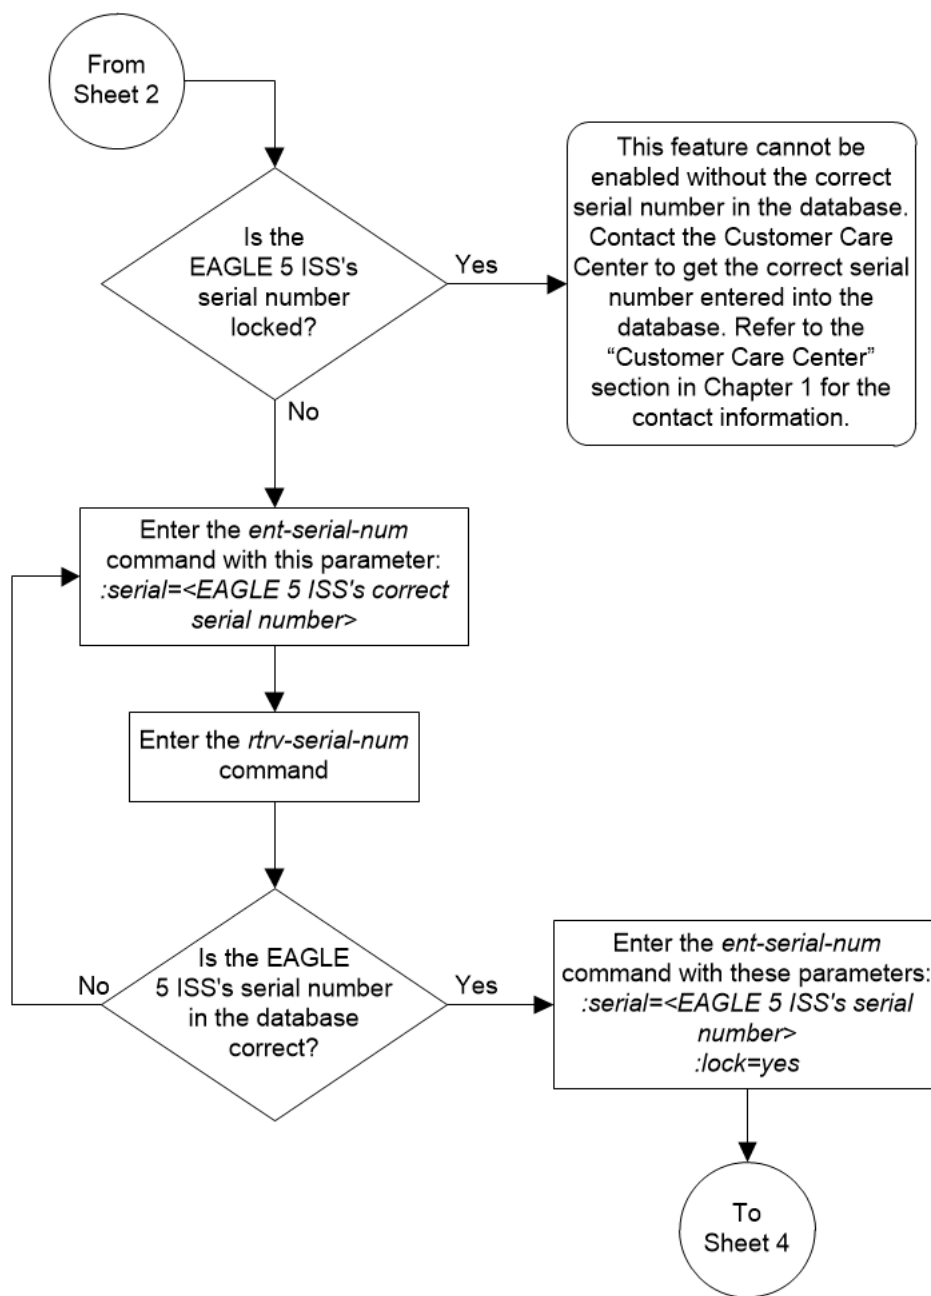 From
Sheet 2
This feature cannot be
enabled without the correct
serial number in the database.
Contact the Customer Care
Center to get the correct serial
number entered into the
database. Refer to the
“Customer Care Center”
section in Chapter 1 for the
contact information.
Is the
EAGLE 5 ISS's
serial number
locked?
Yes
No
Enter the ent-serial-num
command with this parameter:
:serial=<EAGLE 5 ISS's correct
serial number>
Enter the rtrv-serial-num
command
Is the EAGLE
5 ISS's serial number
in the database
correct?
No
Yes
Enter the ent-serial-num
command with these parameters:
:serial=<EAGLE 5 ISS's serial
number>
:lock=yes
To
Sheet 4